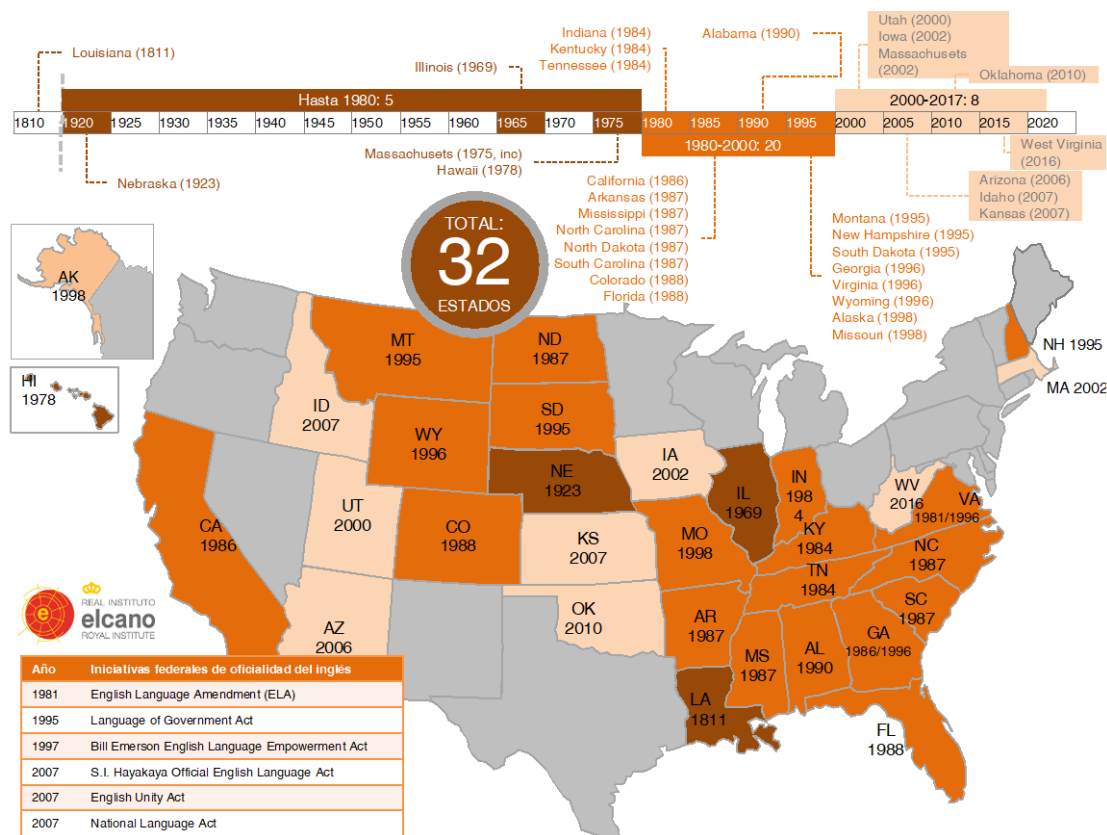 Louisiana (1811)
Illinois (1969)
Indiana (1984)
Kentucky (1984)
Tennessee (1984)
Alabama (1990)
Utah (2000)
Iowa (2002)
Massachusets
(2002)
Oklahoma (2010)
Hasta 1980: 5
2000-2017: 8
1810 1920 1925 1930 1935 1940 1945 1950 1955 1960 1965 1970 1975 1980 1985 1990 1995 2000 2005 2010 2015 2020
1980-2000: 20
Nebraska (1923)
Massachusets (1975, inc)
Hawaii (1978)
West Virginia
(2016)
Arizona (2006)
Idaho (2007)
Kansas (2007)
California (1986)
Arkansas (1987)
Mississippi (1987)
North Carolina (1987)
North Dakota (1987)
South Carolina (1987)
Colorado (1988)
Florida (1988)
Montana (1995)
New Hampshire (1995)
South Dakota (1995)
Georgia (1996)
Virginia (1996)
Wyoming (1996)
Alaska (1998)
Missouri (1998)
TOTAL:
32
ESTADOS
AK
1998
HI
1978
MT
1995
ND
1987
NH 1995
MA 2002
ID
2007
SD
1995
WY
1996
IA
2002
NE
1923
IL
1969
IN
198
4
WV
2016
VA
1981/1996
UT
2000
CA
1986
CO
1988
KS
2007
MO
1998
KY
1984
NC
1987
TN
1984
SC
1987
AZ
2006
OK
2010
AR
1987
MS
1987
AL
1990
GA
1986/1996
LA
1811
FL
1988
e
REAL INSTITUTO
elcano
ROYAL INSTITUTE
Año Iniciativas federales de oficialidad del inglés
1981 English Language Amendment (ELA)
1995 Language of Government Act
1997 Bill Emerson English Language Empowerment Act
2007 S.I. Hayakaya Official English Language Act
2007 English Unity Act
2007 National Language Act